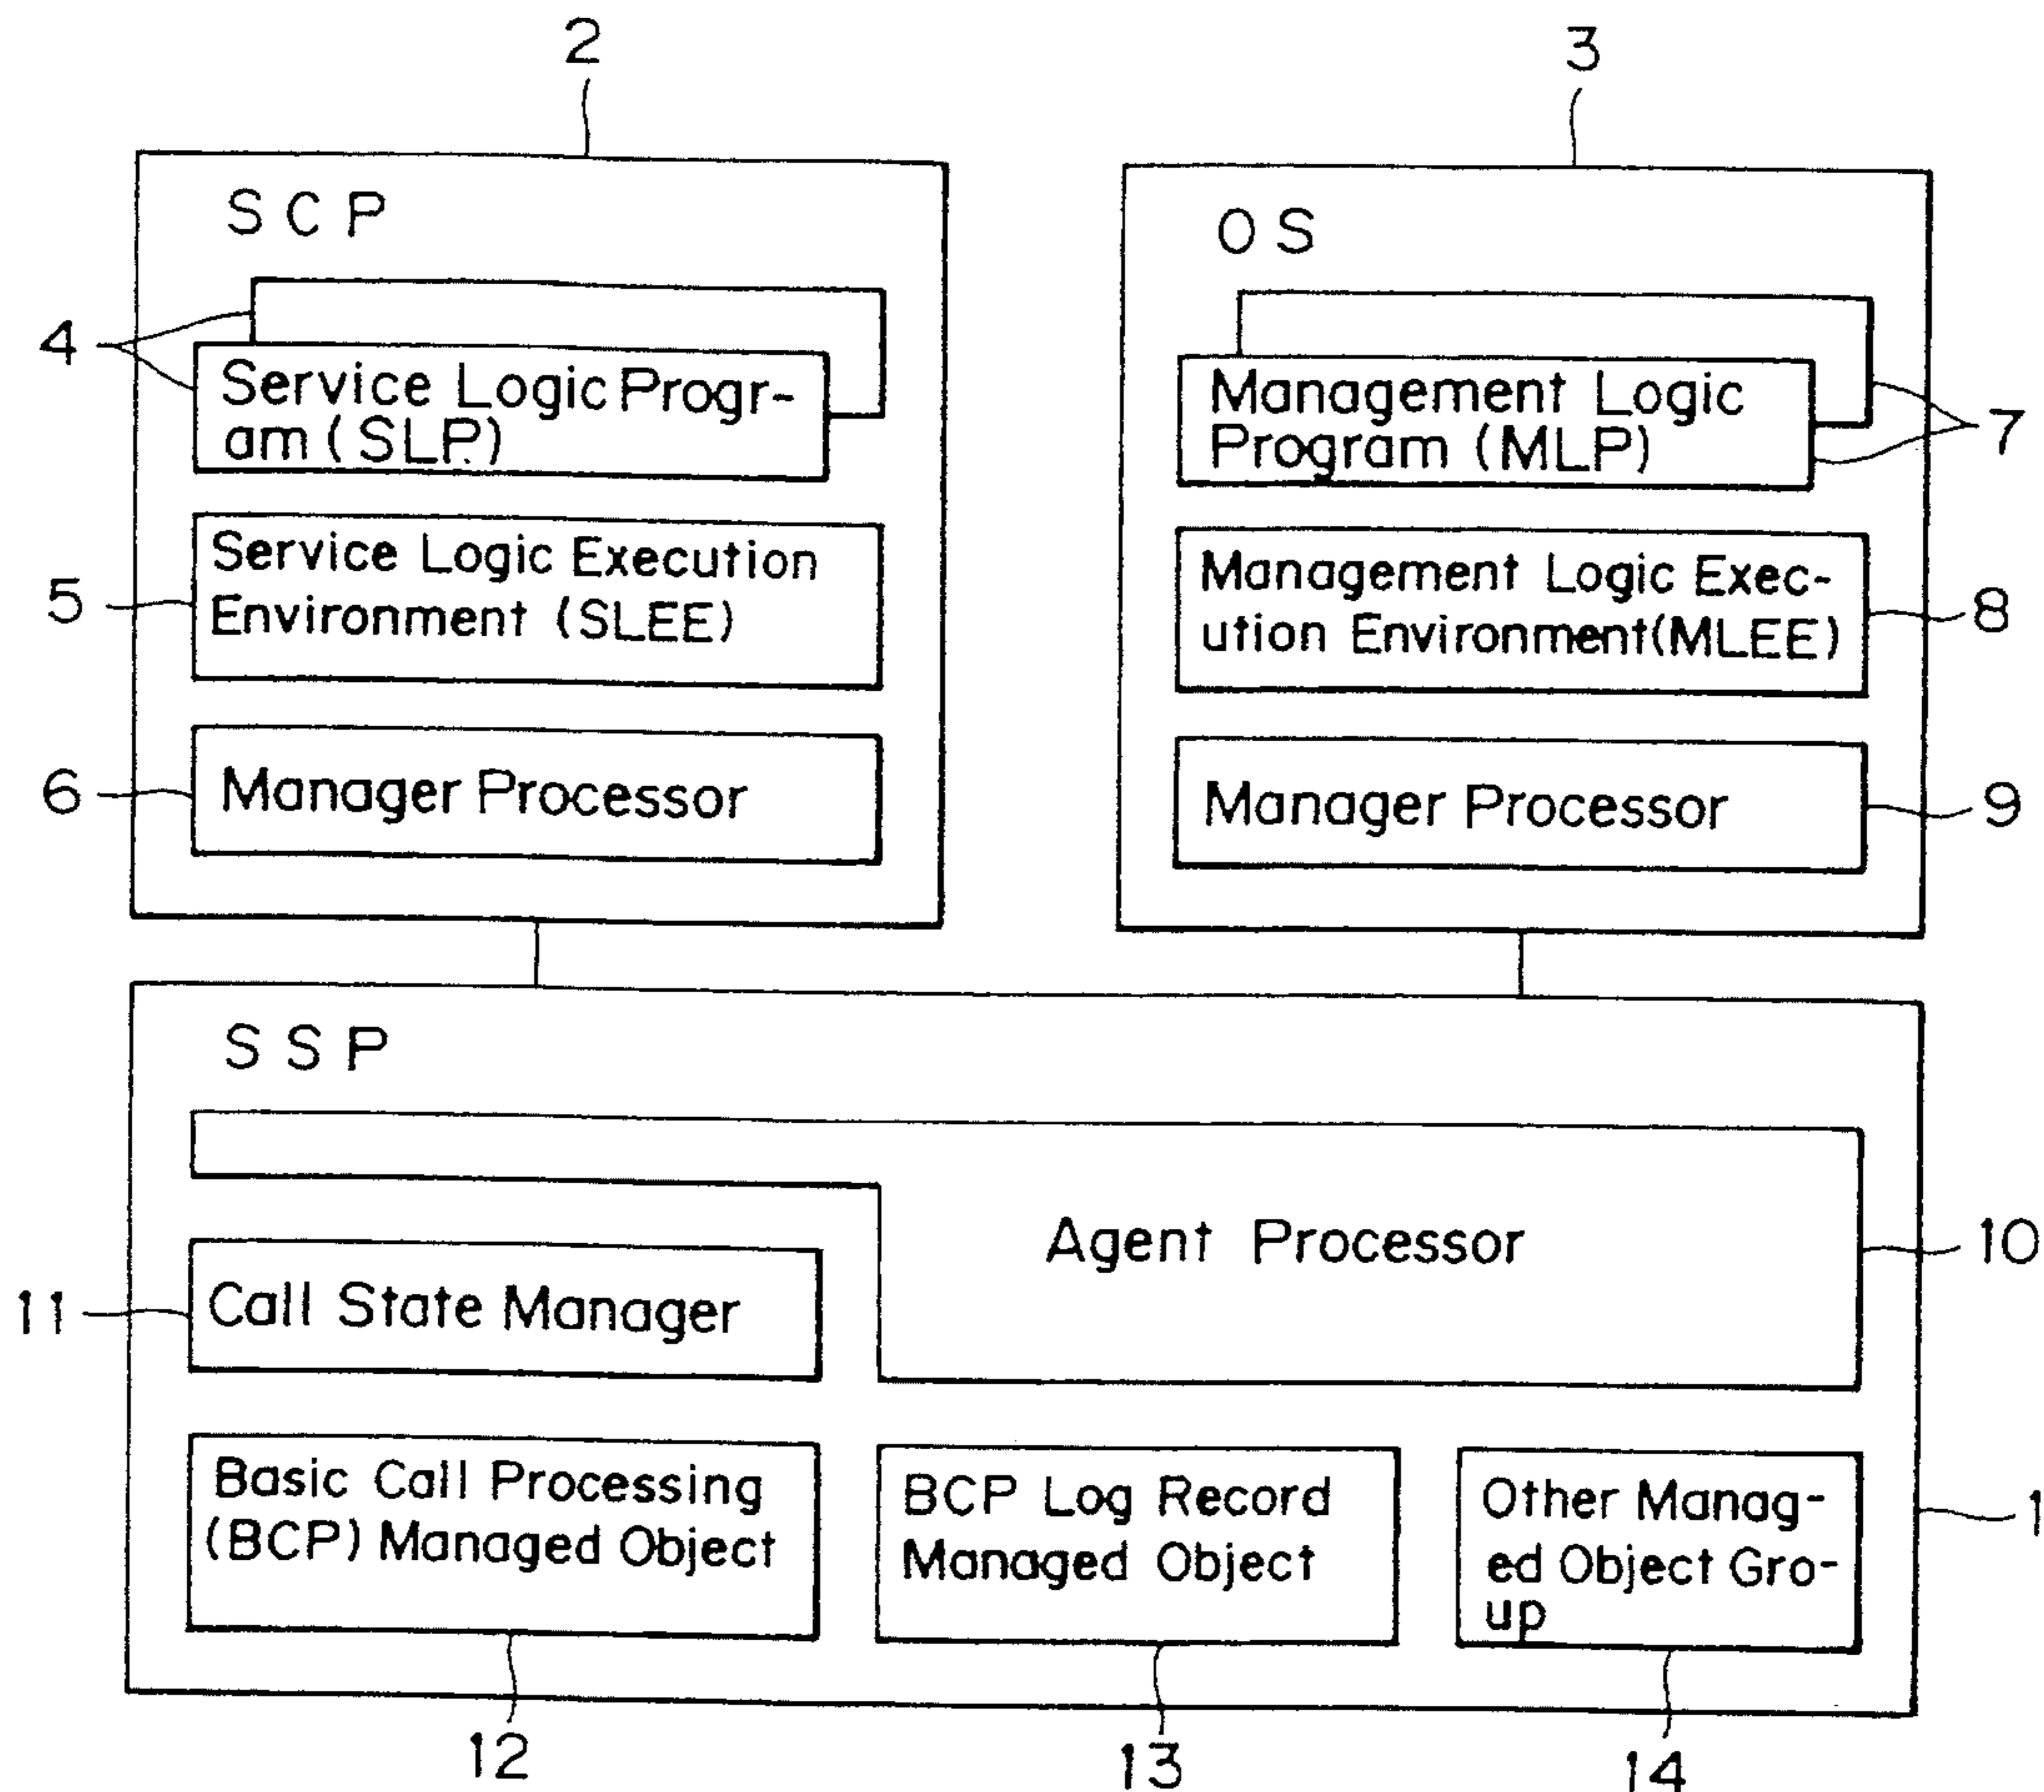 2
3
S C P
O S
4
Service Logic Progr-
am (SLP)
Management Logic
Program (MLP)
7
5
Service Logic Execution
Environment (SLEE)
Management Logic Exec-
ution Environment(MLEE)
8
6
Manager Processor
Manager Processor
9
S S P
Agent Processor
10
11
Call State Manager
Basic Call Processing
(BCP) Managed Object
BCP Log Record
Managed Object
Other Manag-
ed Object Gro-
up
1
12
13
14